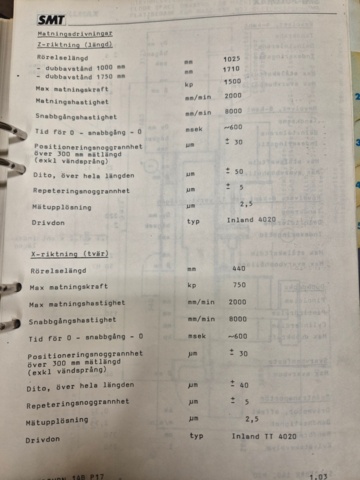 SMT
Matningsdrivningar
Z-riktning (längd)
Rörelselängd
- dubbavstånd 1000 mm mm 1025
- dubbavstånd 1750 mm 1710
Max matningskraft kp 1500
Matningshastighet mm/min 2000
Snabbgångshastighet mm/min 8000
Tid för 0 - snabbgång - 0 msek ~600
Positioneringsnoggrannhet µm ± 30
över 300 mm mätlängd
(exkl vändsprång)
Dito, över hela längden µm ± 50
Repeteringsnoggrannhet µm ± 5
Mätupplösning µm 2,5
Drivdon typ Inland 4020
X-riktning (tvär)
Rörelselängd mm 440
Max matningskraft kp 750
Max matningshastighet mm/min 2000
Snabbgångshastighet mm/min 8000
Tid för 0 - snabbgång - 0 msek ~600
Positioneringsnoggrannhet µm ± 30
över 300 mm mätlängd
(exkl vändsprång)
Dito, över hela längden µm ± 40
Repeteringsnoggrannhet µm ± 5
Mätupplösning µm 2,5
Drivdon typ Inland TT 4020
1.03